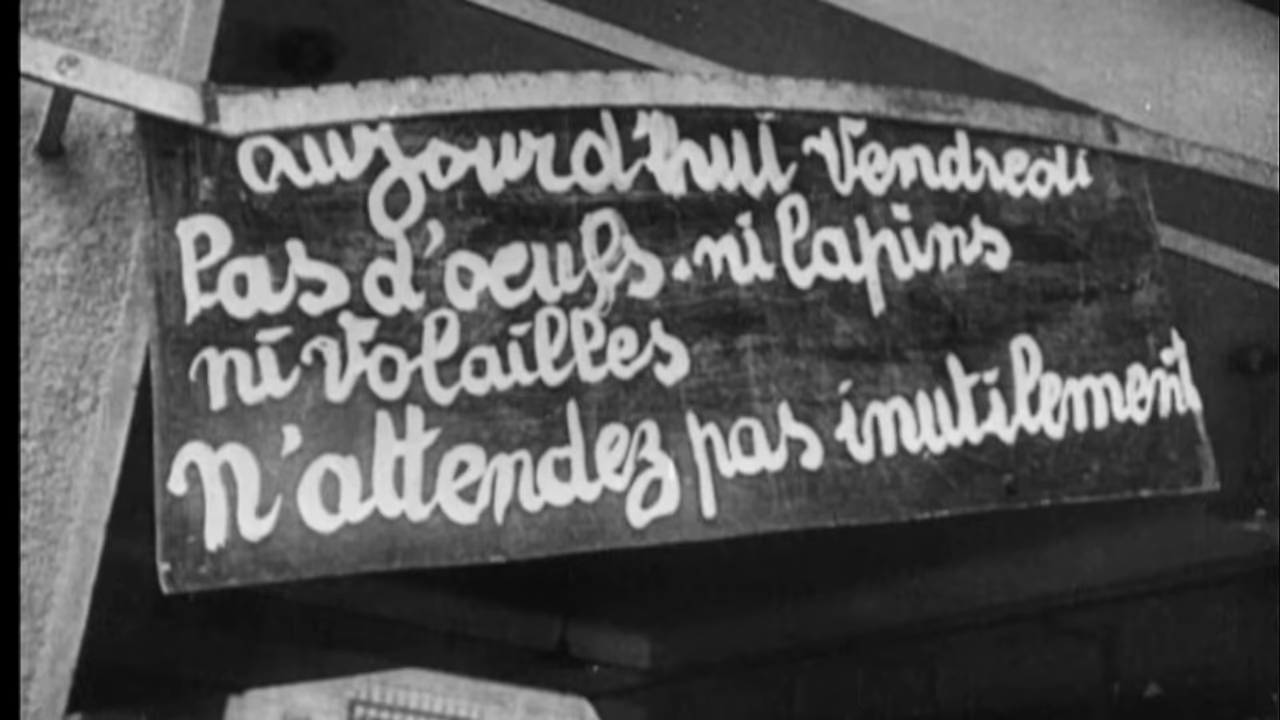 aujourd'hui Vendredi
Pas d'oeufs. ni lapins
ni Volailles
N'attendez pas inutilement